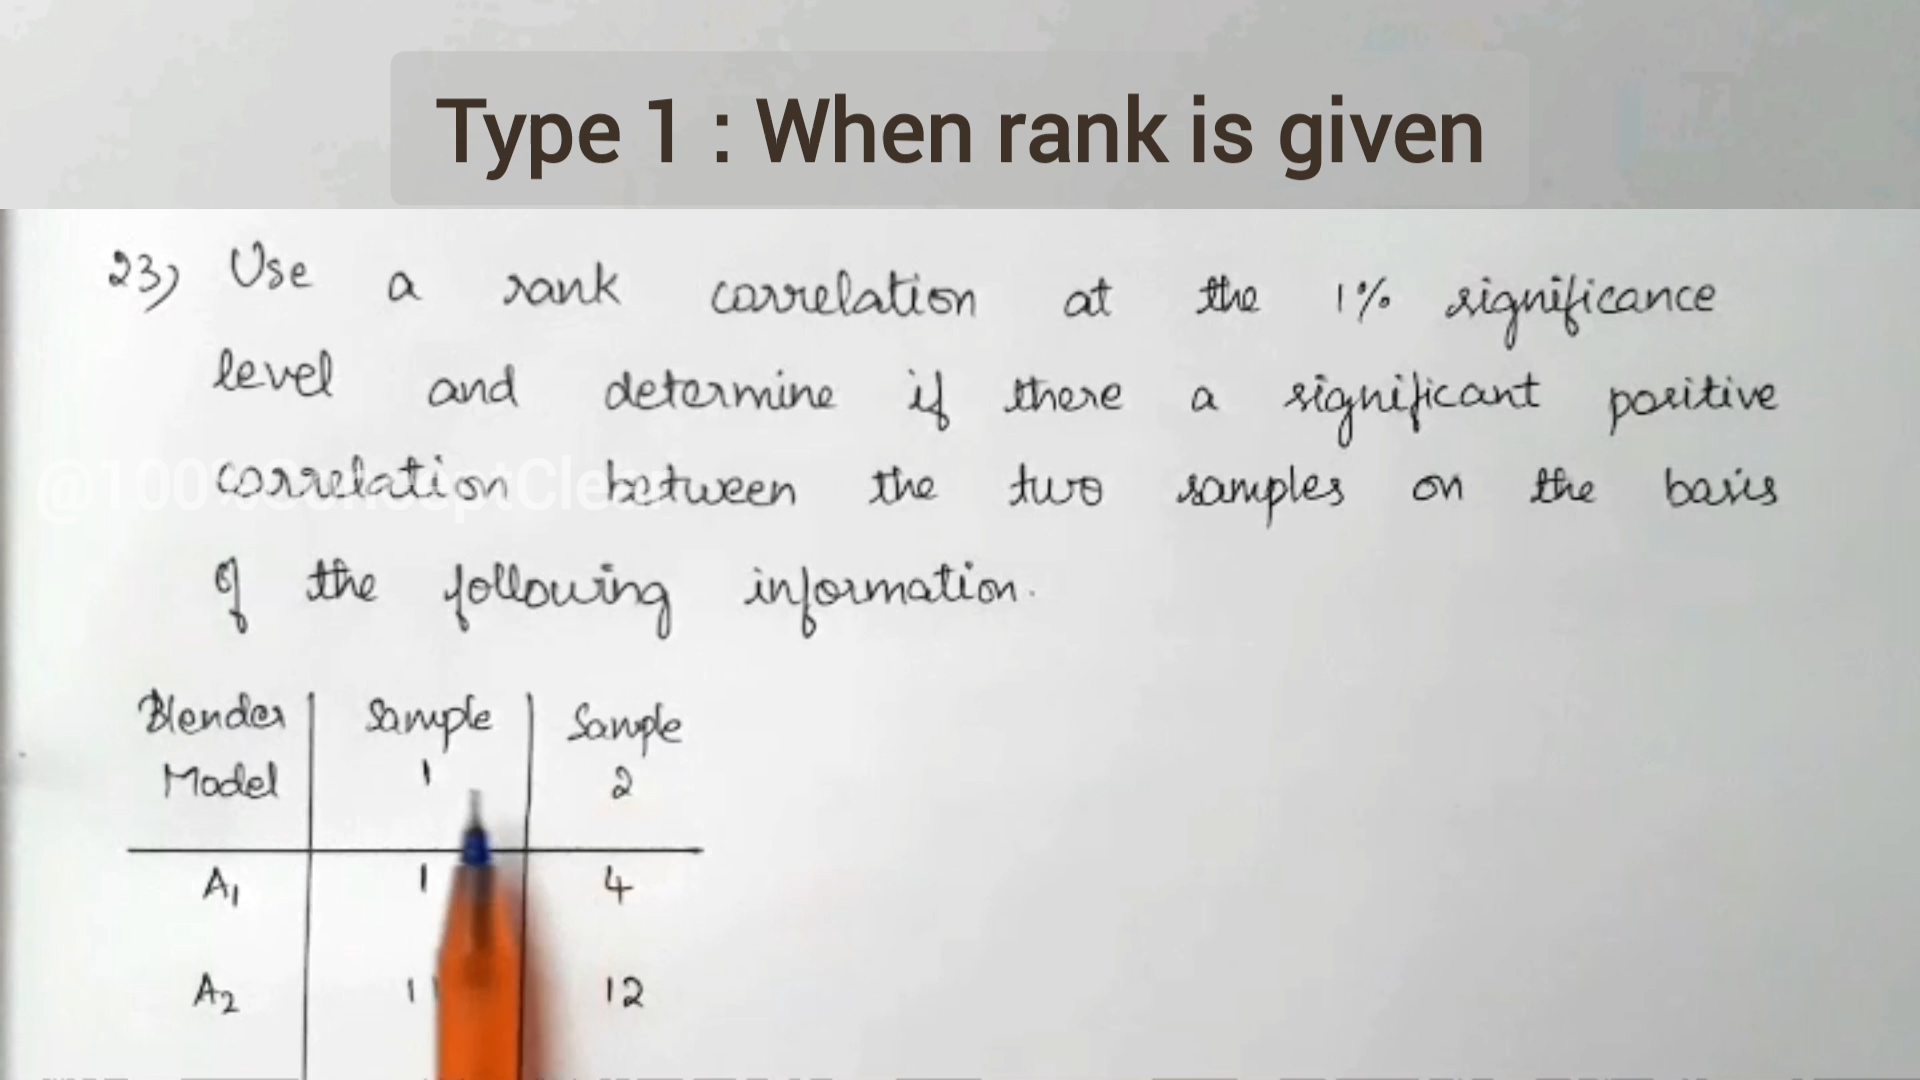 Type 1 : When rank is given
23) Use a rank correlation at the 1% significance
level and determine if there a significant positive
correlation between the two samples on the basis
of the following information.
Blender Model | Sample 1 | Sample 2
A1 | 1 | 4
A2 | 11 | 12